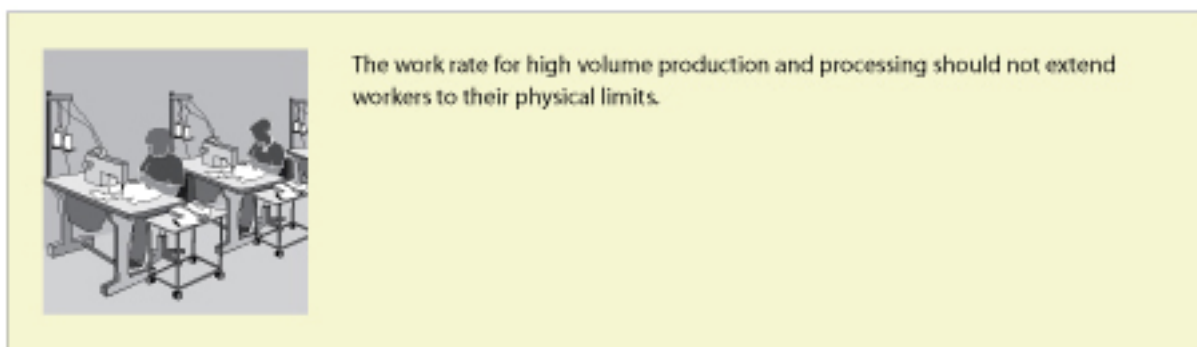 The work rate for high volume production and processing should not extend
workers to their physical limits.